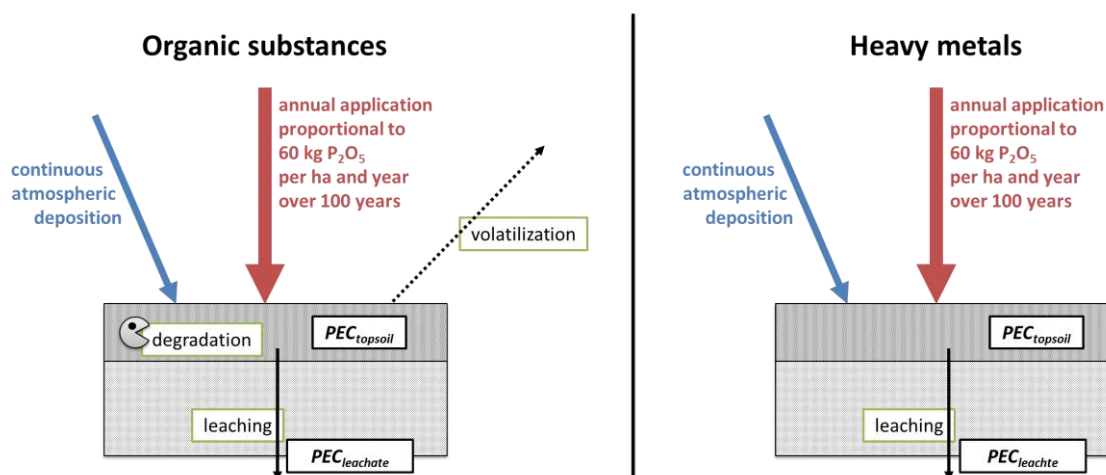 Organic substances
annual application
proportional to
60 kg P₂O₅
per ha and year
over 100 years
continuous
atmospheric
deposition
volatilization
degradation
PECtopsoil
leaching
PECleachate
Heavy metals
annual application
proportional to
60 kg P₂O₅
per ha and year
over 100 years
continuous
atmospheric
deposition
PECtopsoil
leaching
PECleachte